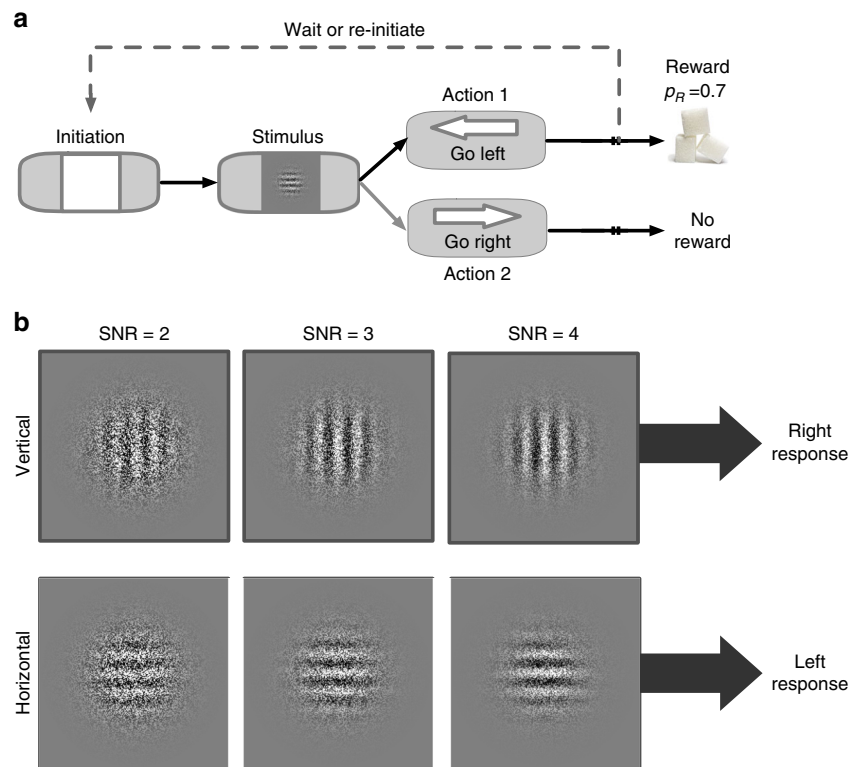 a
Wait or re-initiate
Reward
pR =0.7
Action 1
Initiation
Stimulus
Go left
Go right
No
reward
Action 2
b
SNR = 2
SNR = 3
SNR = 4
Vertical
Right
response
Horizontal
Left
response